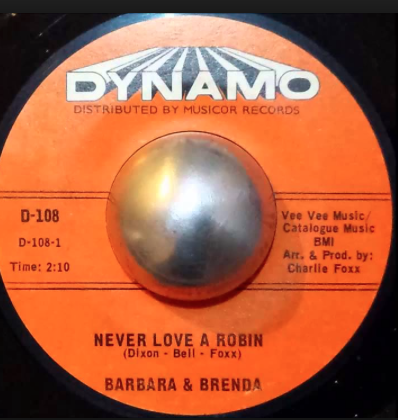 DYNAMO
DISTRIBUTED BY MUSICOR RECORDS
D-108
D-108-1
Time: 2:10
Vee Vee Music/
Catalogue Music
BMI
Arr. & Prod. by:
Charlie Foxx
NEVER LOVE A ROBIN
(Dixon - Bell - Foxx)
BARBARA & BRENDA